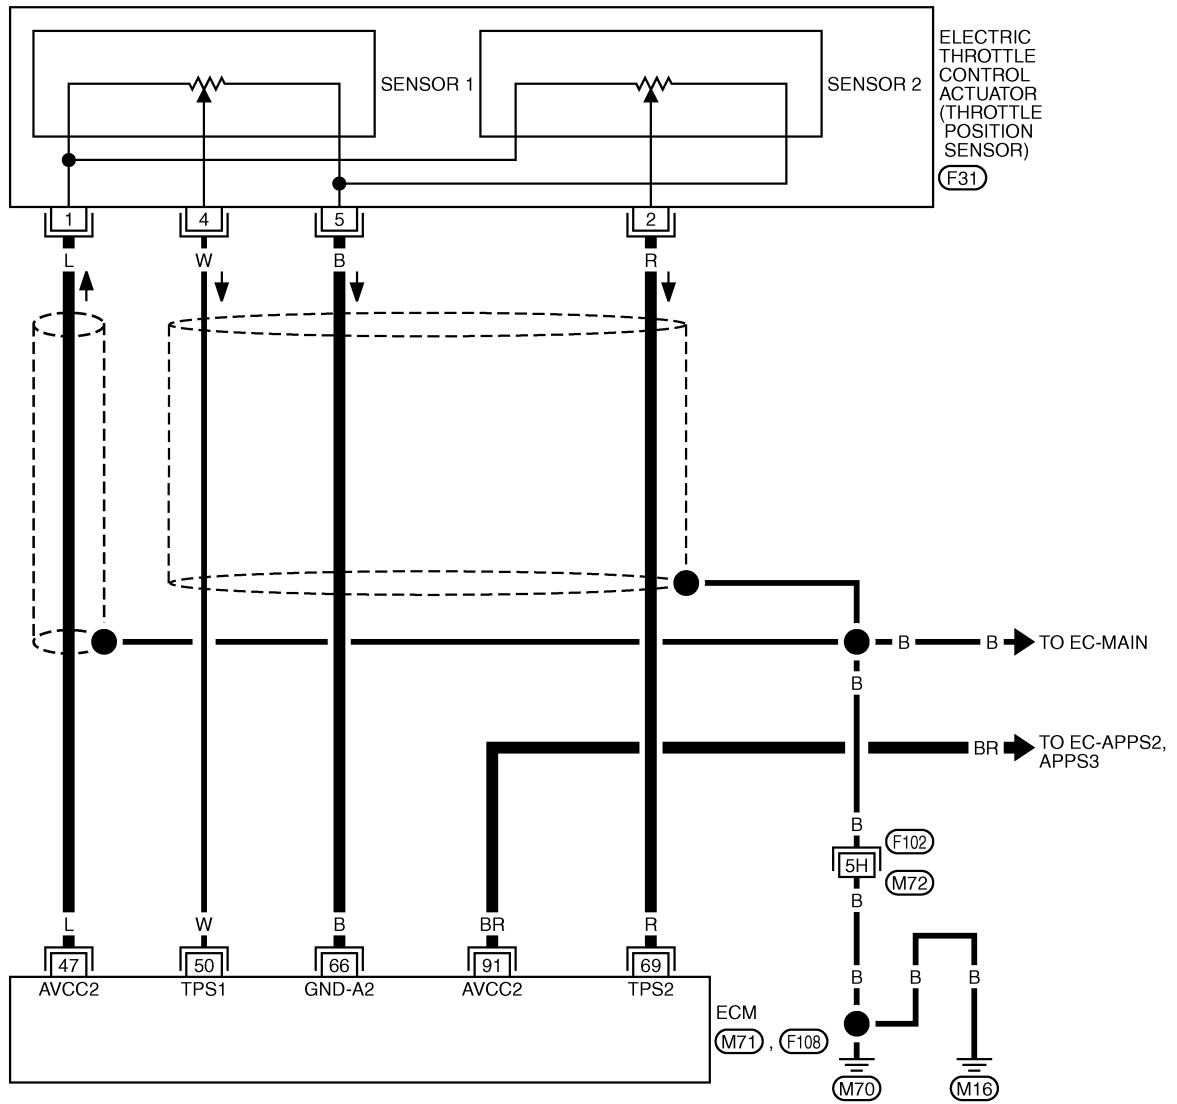 ELECTRIC
THROTTLE
CONTROL
ACTUATOR
(THROTTLE
POSITION
SENSOR)
F31
SENSOR 1
SENSOR 2
1 4 5 2
L W B R
B B TO EC-MAIN
B
BR TO EC-APPS2,
APPS3
B
F102
5H
M72
B
L W B BR R
47 50 66 91 69
AVCC2 TPS1 GND-A2 AVCC2 TPS2
B B B
ECM
M71 , F108
M70 M16